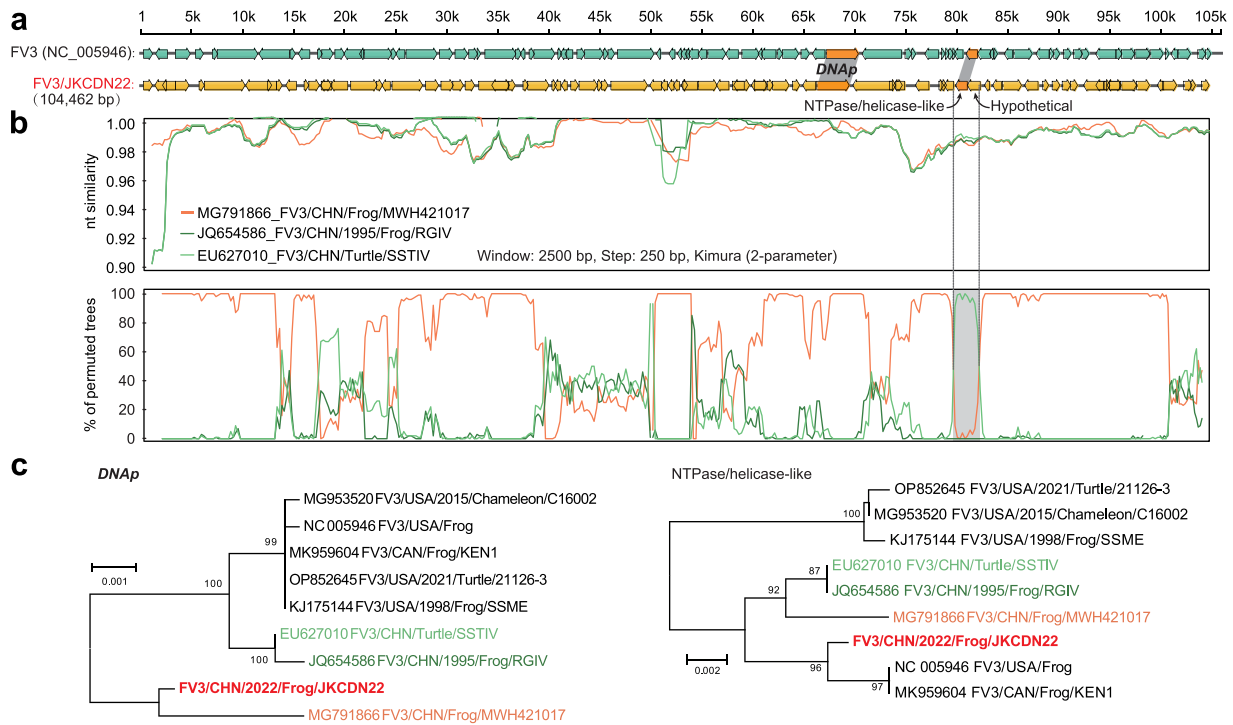 a
1 5k 10k 15k 20k 25k 30k 35k 40k 45k 50k 55k 60k 65k 70k 75k 80k 85k 90k 95k 100k 105k
FV3 (NC_005946):
DNAp
FV3/JKCDN22:
(104,462 bp)
NTPase/helicase-like
Hypothetical
b
1.00
0.98
0.96
0.94
0.92
0.90
nt similarity
MG791866_FV3/CHN/Frog/MWH421017
JQ654586_FV3/CHN/1995/Frog/RGIV
EU627010_FV3/CHN/Turtle/SSTIV
Window: 2500 bp, Step: 250 bp, Kimura (2-parameter)
100
80
60
40
20
0
% of permuted trees
c
DNAp
MG953520 FV3/USA/2015/Chameleon/C16002
NC 005946 FV3/USA/Frog
MK959604 FV3/CAN/Frog/KEN1
OP852645 FV3/USA/2021/Turtle/21126-3
KJ175144 FV3/USA/1998/Frog/SSME
EU627010 FV3/CHN/Turtle/SSTIV
JQ654586 FV3/CHN/1995/Frog/RGIV
FV3/CHN/2022/Frog/JKCDN22
MG791866 FV3/CHN/Frog/MWH421017
99
100
100
0.001
NTPase/helicase-like
OP852645 FV3/USA/2021/Turtle/21126-3
MG953520 FV3/USA/2015/Chameleon/C16002
KJ175144 FV3/USA/1998/Frog/SSME
EU627010 FV3/CHN/Turtle/SSTIV
JQ654586 FV3/CHN/1995/Frog/RGIV
MG791866 FV3/CHN/Frog/MWH421017
FV3/CHN/2022/Frog/JKCDN22
NC 005946 FV3/USA/Frog
MK959604 FV3/CAN/Frog/KEN1
100
87
92
96
97
0.002